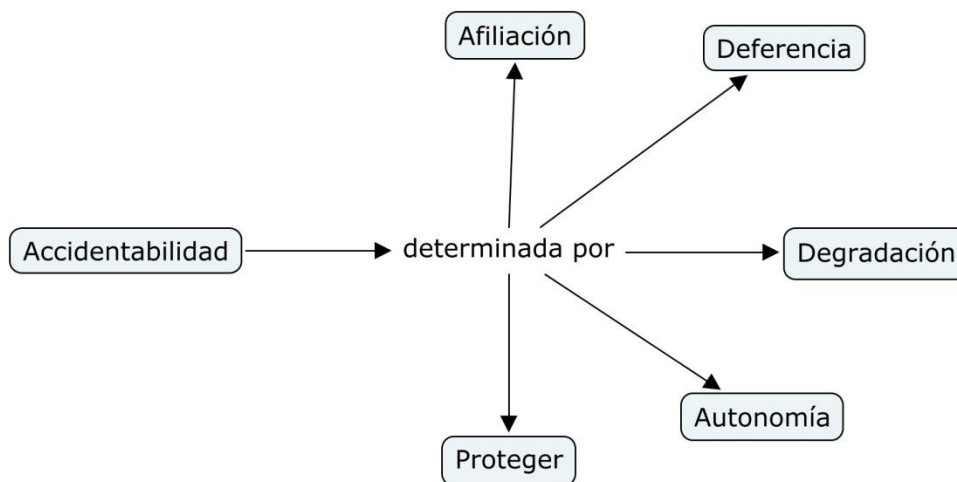 Afiliación
Deferencia
Accidentabilidad
determinada por
Degradación
Autonomía
Proteger